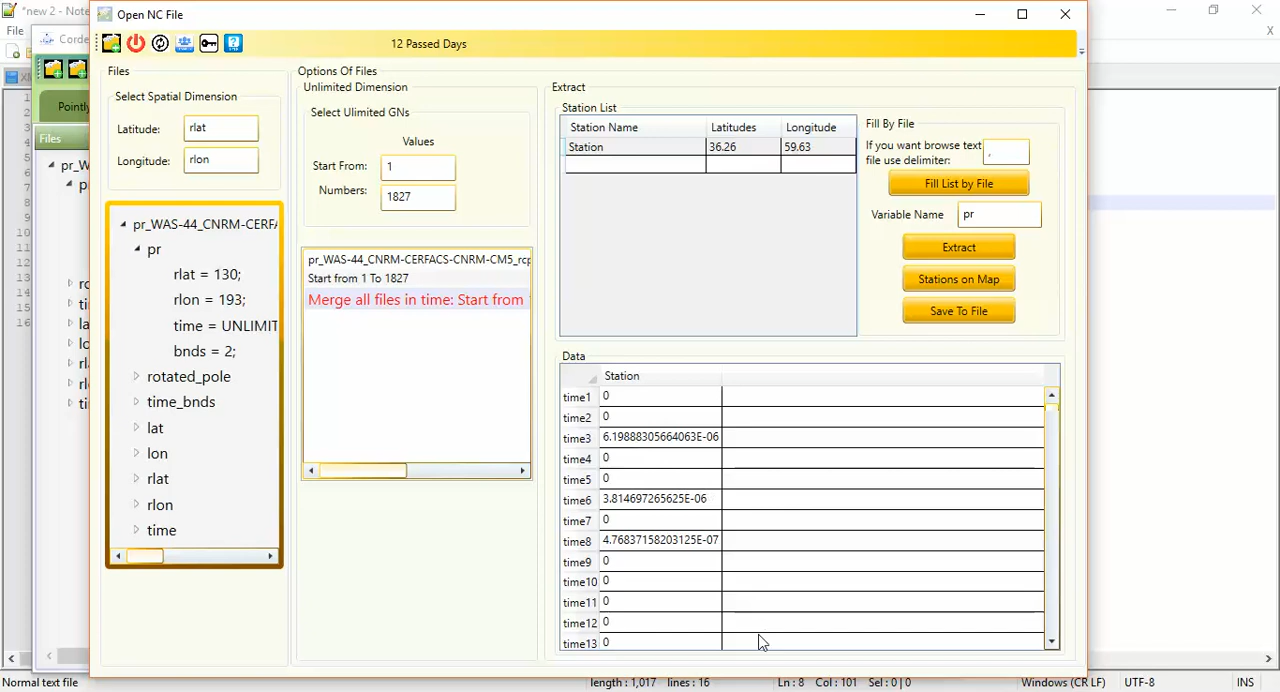 *new 2 - Note
Open NC File
File
Corde
12 Passed Days
Files
Options Of Files
Extract
Unlimited Dimension
Select Spatial Dimension
Station List
Pointly
Select Ulimited GNs
Station Name
Latitudes
Longitude
Fill By File
Latitude:
rlat
Values
Station
36.26
59.63
If you want browse text
file use delimiter:
,
Files
Longitude:
rlon
Start From:
1
Fill List by File
Numbers:
1827
Variable Name
pr
pr_WAS-44_CNRM-CERFA
pr
Extract
pr_WAS-44_CNRM-CERFACS-CNRM-CM5_rcp
rlat = 130;
Start from 1 To 1827
Stations on Map
rlon = 193;
Merge all files in time: Start from
Save To File
time = UNLIMIT
bnds = 2;
Data
rotated_pole
Station
time_bnds
time1
0
lat
time2
0
lon
time3
6.19888305664063E-06
rlat
time4
0
rlon
time5
0
time
time6
3.814697265625E-06
time7
0
time8
4.76837158203125E-07
time9
0
time10
0
time11
0
time12
0
time13
0
Normal text file
length : 1,017 lines : 16
Ln : 8 Col : 101 Sel : 0 | 0
Windows (CR LF)
UTF-8
INS